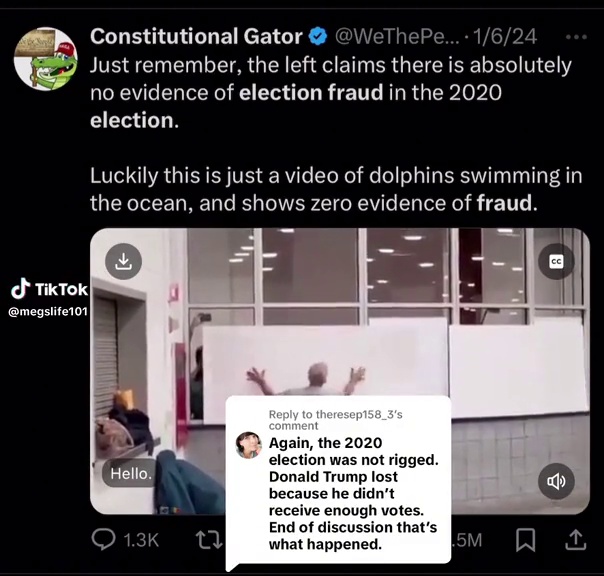 Constitutional Gator @WeThePe... · 1/6/24
Just remember, the left claims there is absolutely
no evidence of election fraud in the 2020
election.
Luckily this is just a video of dolphins swimming in
the ocean, and shows zero evidence of fraud.
CC
TikTok
@megslife101
Reply to theresep158_3's
comment
Again, the 2020
election was not rigged.
Donald Trump lost
because he didn't
receive enough votes.
End of discussion that's
what happened.
Hello.
1.3K
.5M